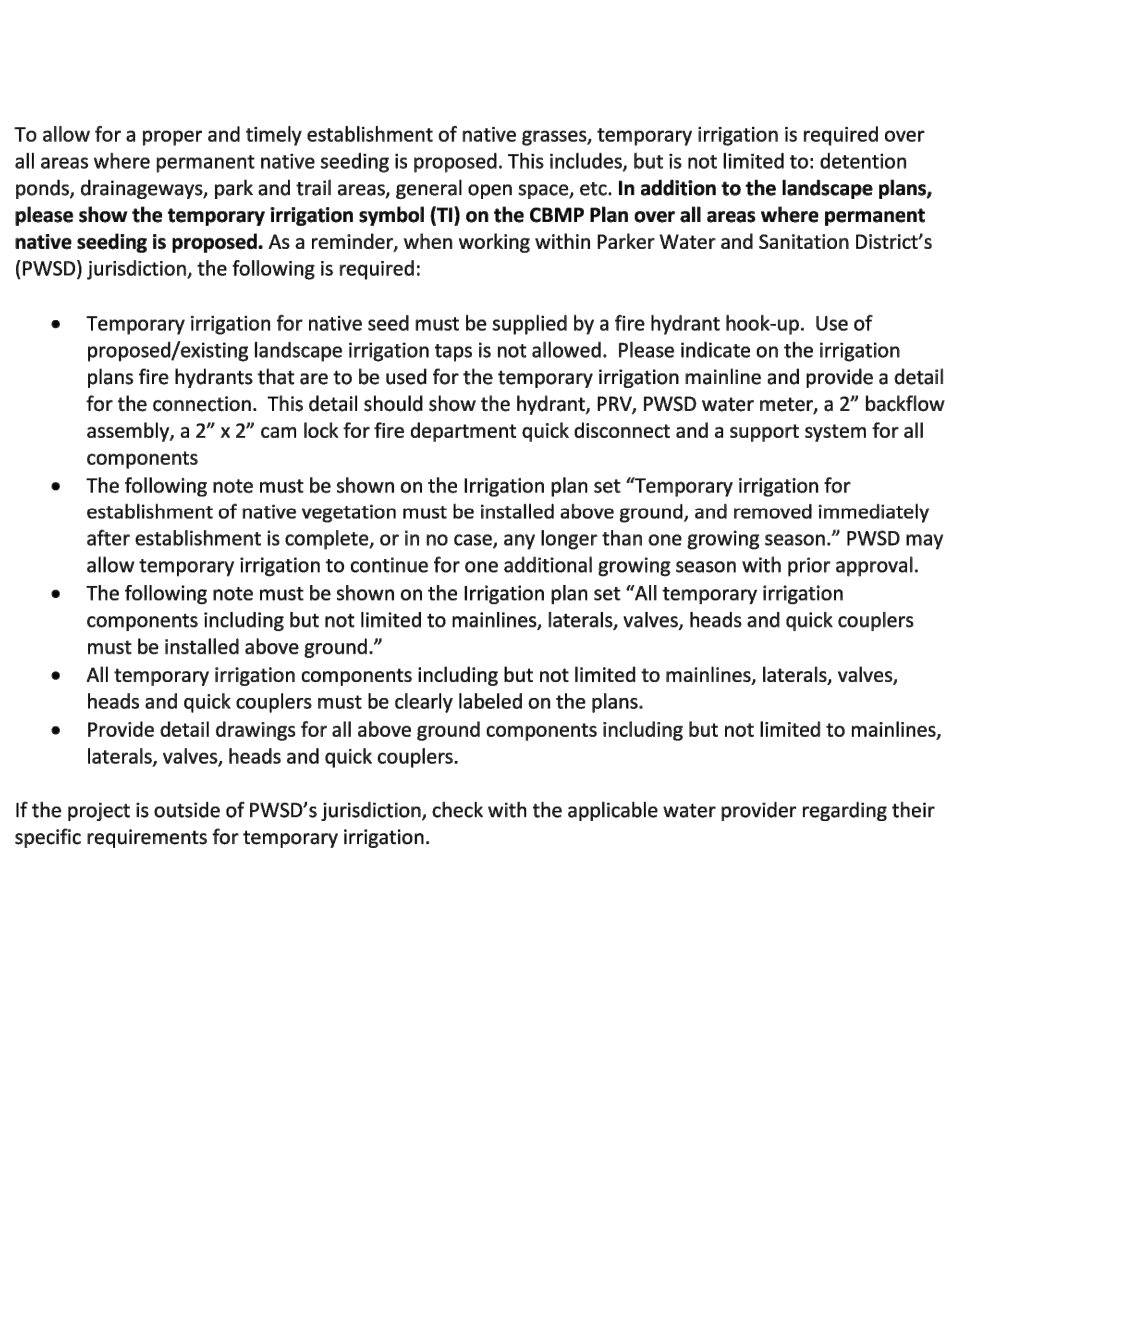 To allow for a proper and timely establishment of native grasses, temporary irrigation is required over
all areas where permanent native seeding is proposed. This includes, but is not limited to: detention
ponds, drainageways, park and trail areas, general open space, etc. In addition to the landscape plans,
please show the temporary irrigation symbol (TI) on the CBMP Plan over all areas where permanent
native seeding is proposed. As a reminder, when working within Parker Water and Sanitation District’s
(PWSD) jurisdiction, the following is required:
• Temporary irrigation for native seed must be supplied by a fire hydrant hook-up.  Use of
proposed/existing landscape irrigation taps is not allowed.  Please indicate on the irrigation
plans fire hydrants that are to be used for the temporary irrigation mainline and provide a detail
for the connection.  This detail should show the hydrant, PRV, PWSD water meter, a 2” backflow
assembly, a 2” x 2” cam lock for fire department quick disconnect and a support system for all
components
• The following note must be shown on the Irrigation plan set “Temporary irrigation for
establishment of native vegetation must be installed above ground, and removed immediately
after establishment is complete, or in no case, any longer than one growing season.” PWSD may
allow temporary irrigation to continue for one additional growing season with prior approval.
• The following note must be shown on the Irrigation plan set “All temporary irrigation
components including but not limited to mainlines, laterals, valves, heads and quick couplers
must be installed above ground.”
• All temporary irrigation components including but not limited to mainlines, laterals, valves,
heads and quick couplers must be clearly labeled on the plans.
• Provide detail drawings for all above ground components including but not limited to mainlines,
laterals, valves, heads and quick couplers.
If the project is outside of PWSD’s jurisdiction, check with the applicable water provider regarding their
specific requirements for temporary irrigation.